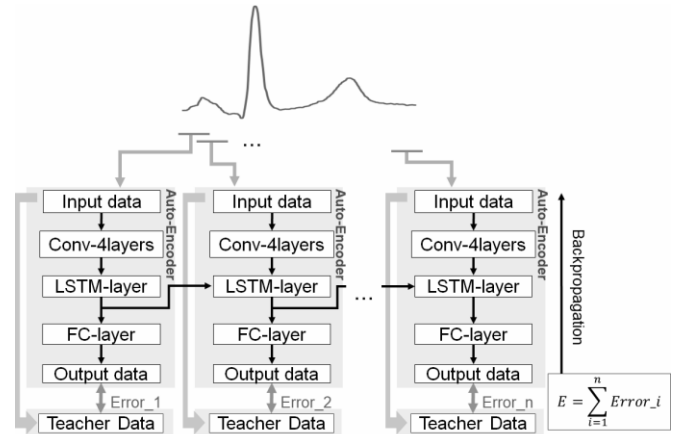 ...
Input data
Conv-4layers
LSTM-layer
FC-layer
Output data
Error_1
Teacher Data
Auto-Encoder
Input data
Conv-4layers
LSTM-layer
FC-layer
Output data
Error_2
Teacher Data
Auto-Encoder
...
Input data
Conv-4layers
LSTM-layer
FC-layer
Output data
Error_n
Teacher Data
Auto-Encoder
Backpropagation
E = \sum_{i=1}^{n} Error_i